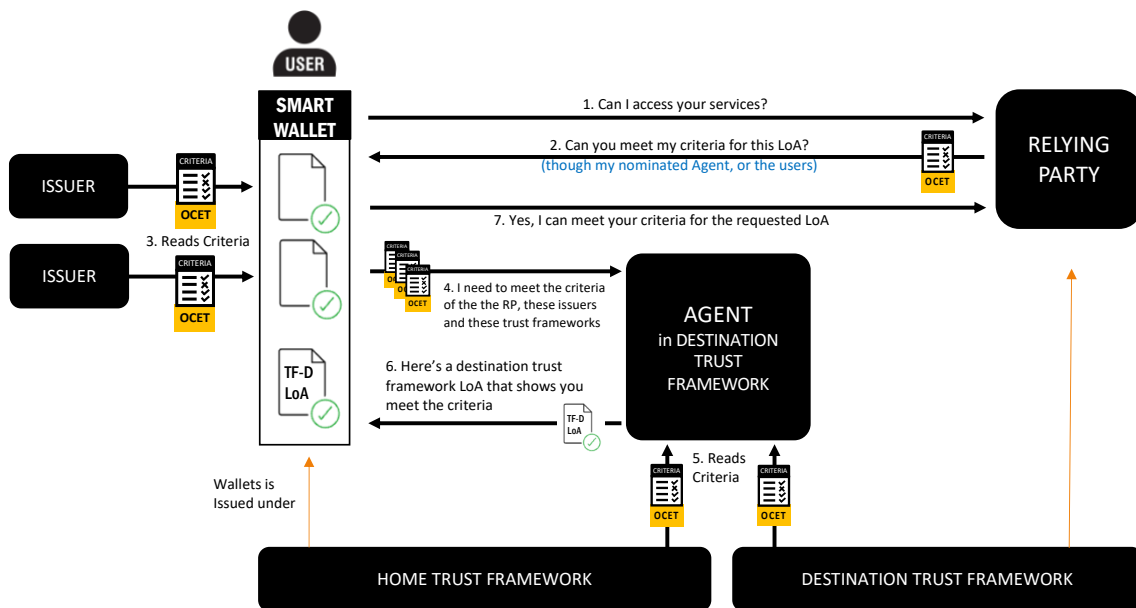 USER
SMART
WALLET
1. Can I access your services?
2. Can you meet my criteria for this LoA?
(though my nominated Agent, or the users)
CRITERIA
OCET
RELYING
PARTY
ISSUER
CRITERIA
OCET
7. Yes, I can meet your criteria for the requested LoA
3. Reads Criteria
ISSUER
CRITERIA
OCET
CRITERIA
CRITERIA
CRITERIA
OC
OC
OCET
4. I need to meet the criteria
of the the RP, these issuers
and these trust frameworks
AGENT
in DESTINATION
TRUST
FRAMEWORK
TF-D
LoA
6. Here's a destination trust
framework LoA that shows you
meet the criteria
TF-D
LoA
5. Reads
Criteria
CRITERIA
OCET
CRITERIA
OCET
Wallets is
Issued under
HOME TRUST FRAMEWORK
DESTINATION TRUST FRAMEWORK